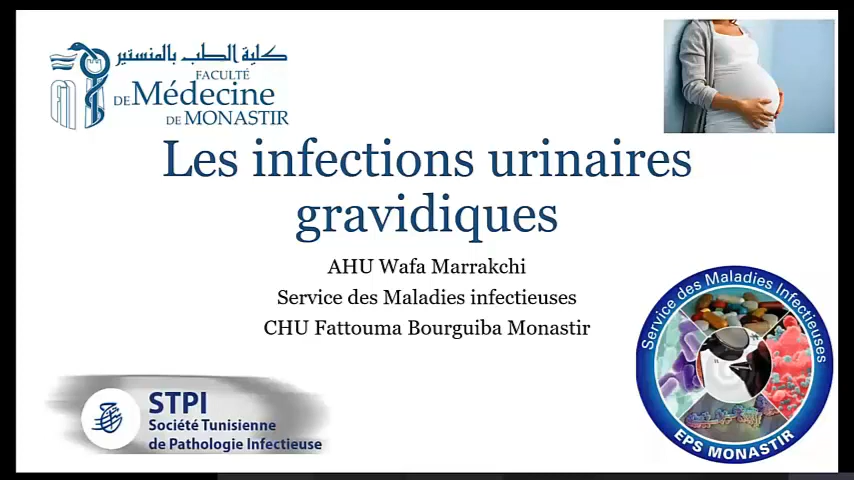 كلية الطب بالمنستير
FACULTÉ
DE Médecine
DE MONASTIR
Les infections urinaires
gravidiques
AHU Wafa Marrakchi
Service des Maladies infectieuses
CHU Fattouma Bourguiba Monastir
STPI
Société Tunisienne
de Pathologie Infectieuse
Service des Maladies Infectieuses
EPS MONASTIR